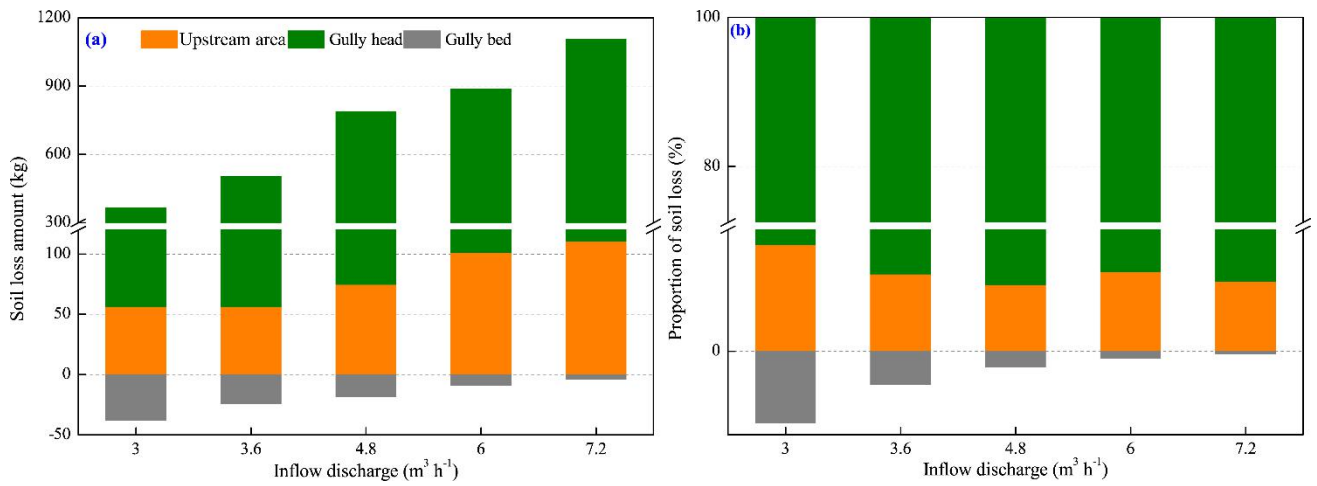 (a) Upstream area Gully head Gully bed
1200
900
600
300
100
50
0
-50
Soil loss amount (kg)
3 3.6 4.8 6 7.2
Inflow discharge (m³ h⁻¹)
(b)
100
80
0
Proportion of soil loss (%)
3 3.6 4.8 6 7.2
Inflow discharge (m³ h⁻¹)